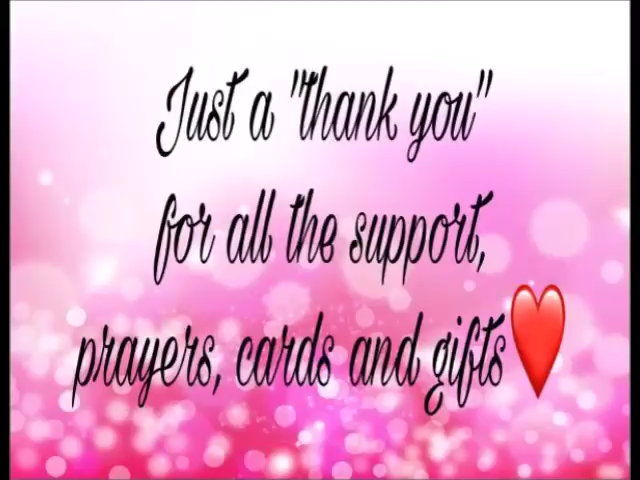 Just a "thank you"
for all the support,
prayers, cards and gifts❤️